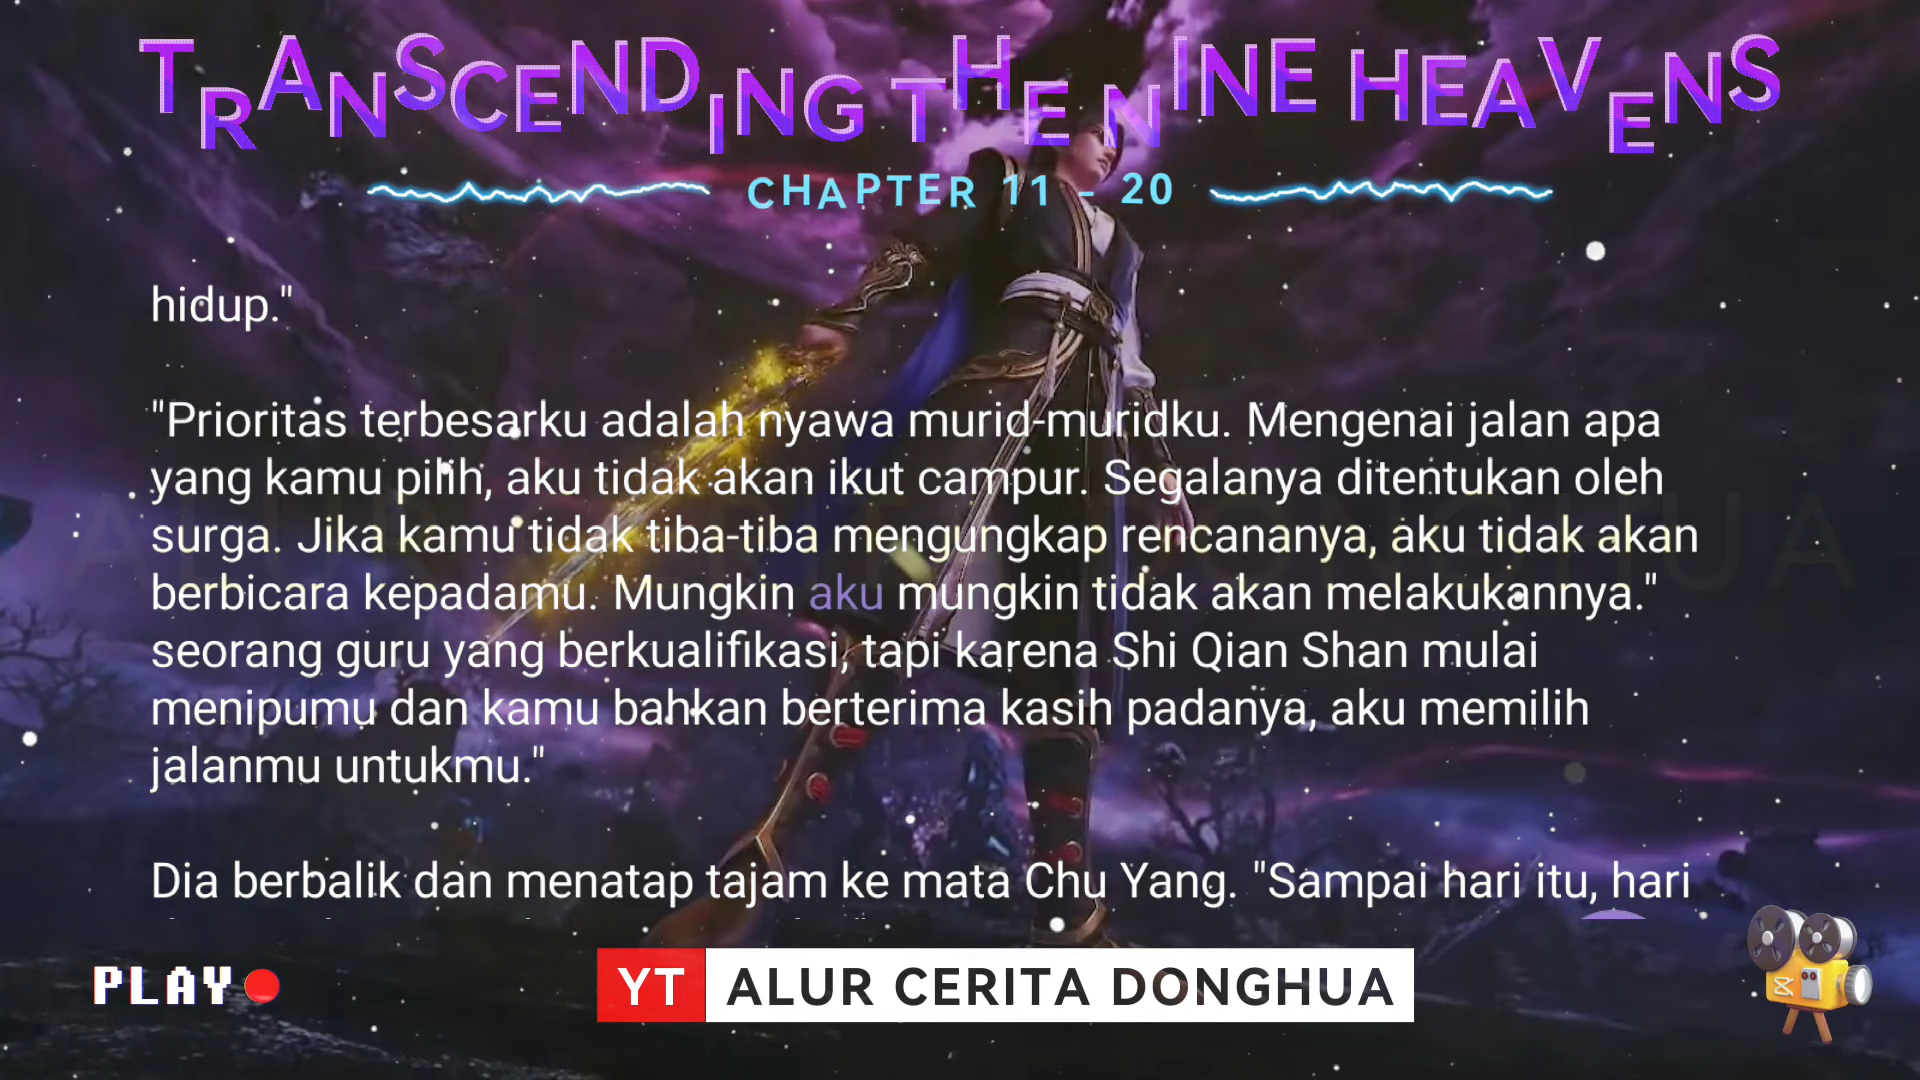 TRANSCENDING THE NINE HEAVENS
CHAPTER 11 - 20
hidup."
"Prioritas terbesarku adalah nyawa murid-muridku. Mengenai jalan apa
yang kamu pilih, aku tidak akan ikut campur. Segalanya ditentukan oleh
surga. Jika kamu tidak tiba-tiba mengungkap rencananya, aku tidak akan
berbicara kepadamu. Mungkin aku mungkin tidak akan melakukannya."
seorang guru yang berkualifikasi, tapi karena Shi Qian Shan mulai
menipumu dan kamu bahkan berterima kasih padanya, aku memilih
jalanmu untukmu."
Dia berbalik dan menatap tajam ke mata Chu Yang. "Sampai hari itu, hari
PLAY
YT ALUR CERITA DONGHUA